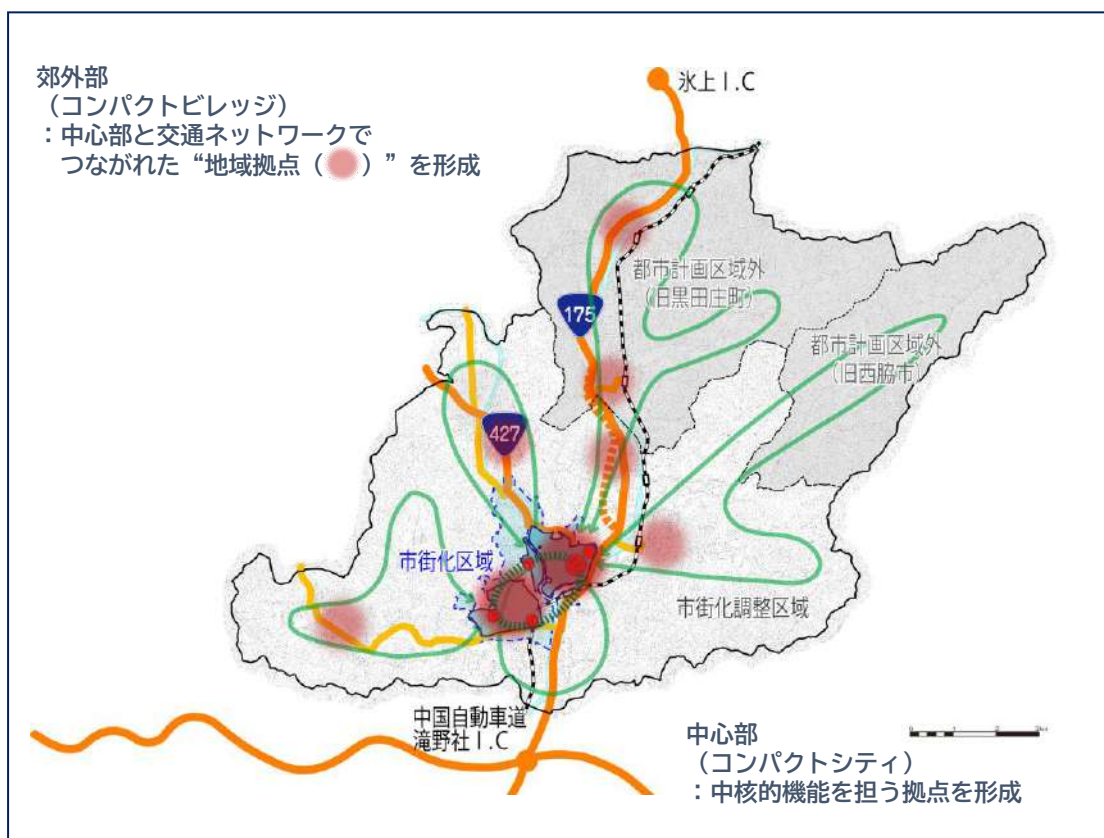 郊外部
（コンパクトビレッジ）
：中心部と交通ネットワークで
つながれた“地域拠点（　）”を形成
氷上I.C
都市計画区域外
（旧黒田庄町）
175
都市計画区域外
（旧西脇市）
427
市街化区域
市街化調整区域
中国自動車道
滝野社I.C
中心部
（コンパクトシティ）
：中核的機能を担う拠点を形成